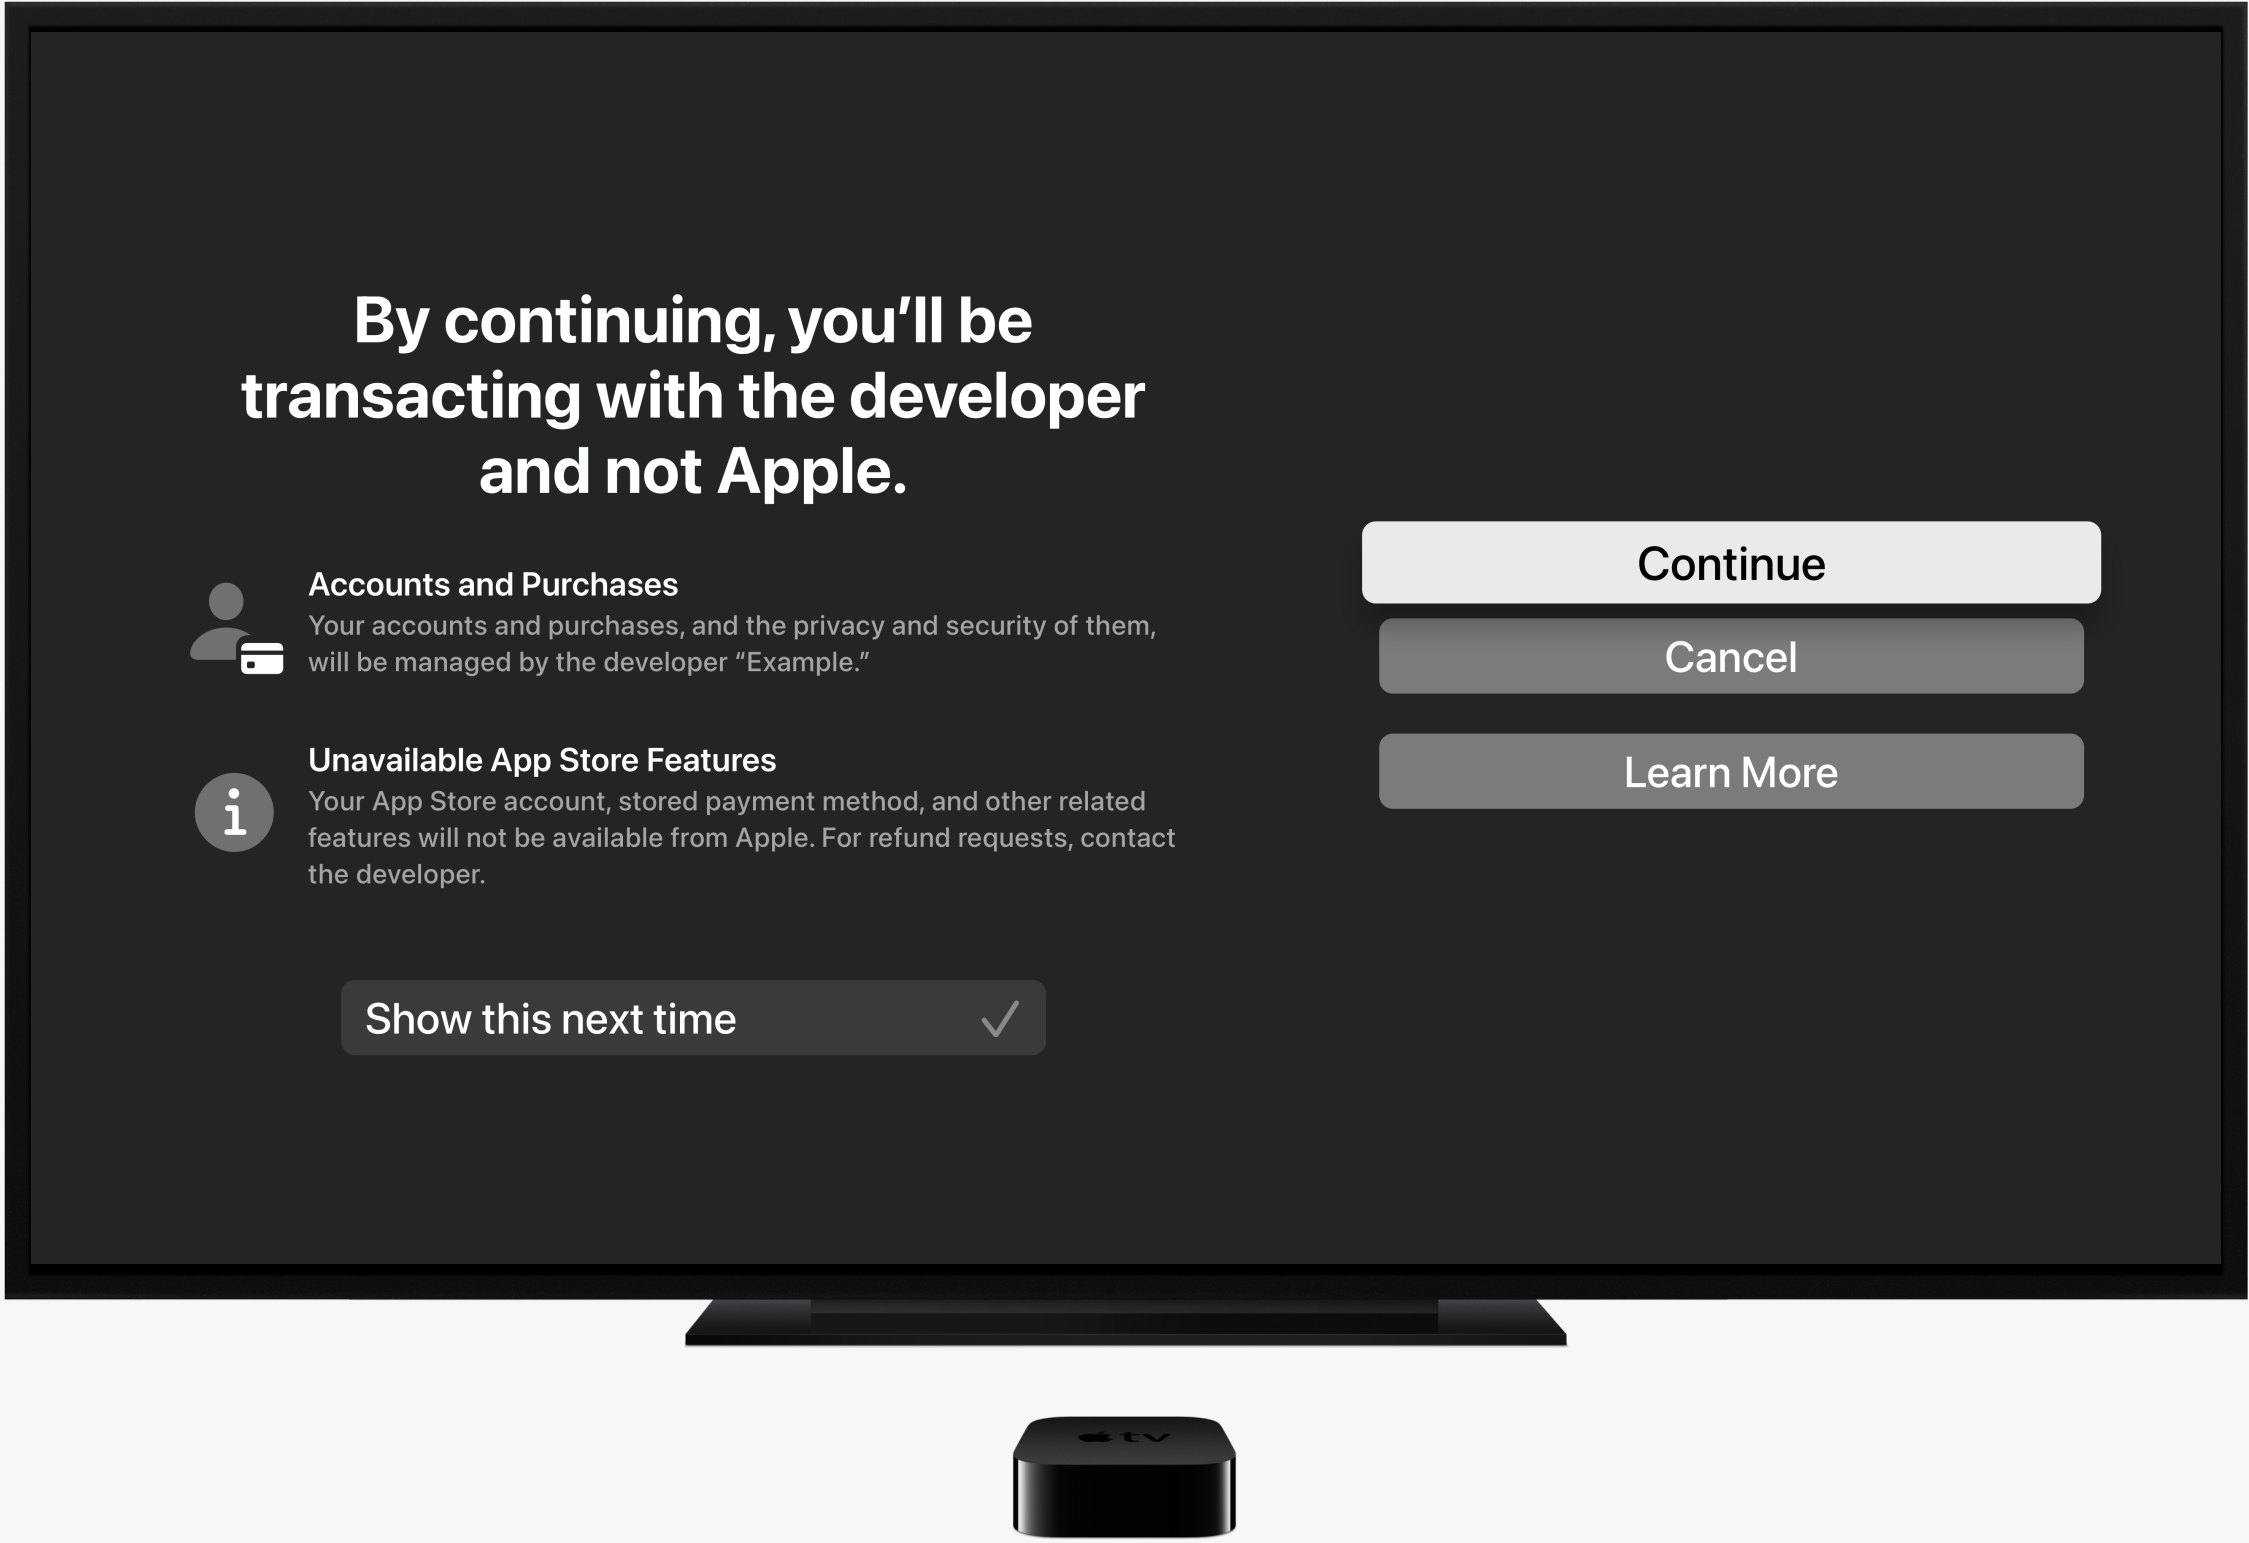 By continuing, you’ll be
transacting with the developer
and not Apple.
Accounts and Purchases
Your accounts and purchases, and the privacy and security of them,
will be managed by the developer “Example.”
Unavailable App Store Features
Your App Store account, stored payment method, and other related
features will not be available from Apple. For refund requests, contact
the developer.
Show this next time
Continue
Cancel
Learn More
tv